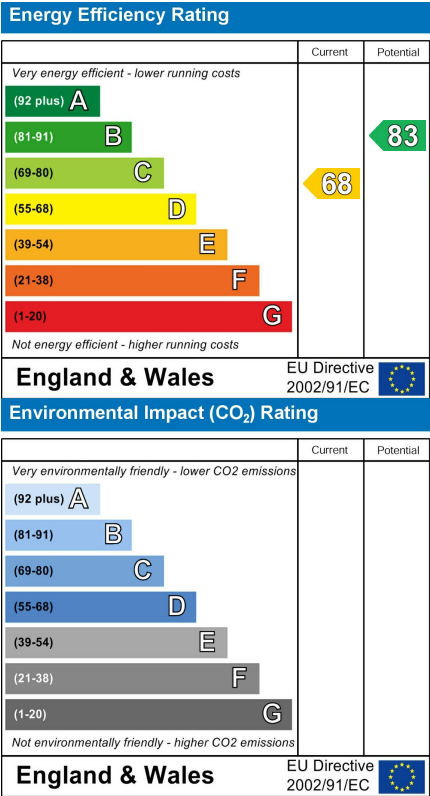 Energy Efficiency Rating
Current Potential
Very energy efficient - lower running costs
(92 plus) A
(81-91) B
83
(69-80) C
68
(55-68) D
(39-54) E
(21-38) F
(1-20) G
Not energy efficient - higher running costs
England & Wales
EU Directive
2002/91/EC
Environmental Impact (CO₂) Rating
Current Potential
Very environmentally friendly - lower CO2 emissions
(92 plus) A
(81-91) B
(69-80) C
(55-68) D
(39-54) E
(21-38) F
(1-20) G
Not environmentally friendly - higher CO2 emissions
England & Wales
EU Directive
2002/91/EC